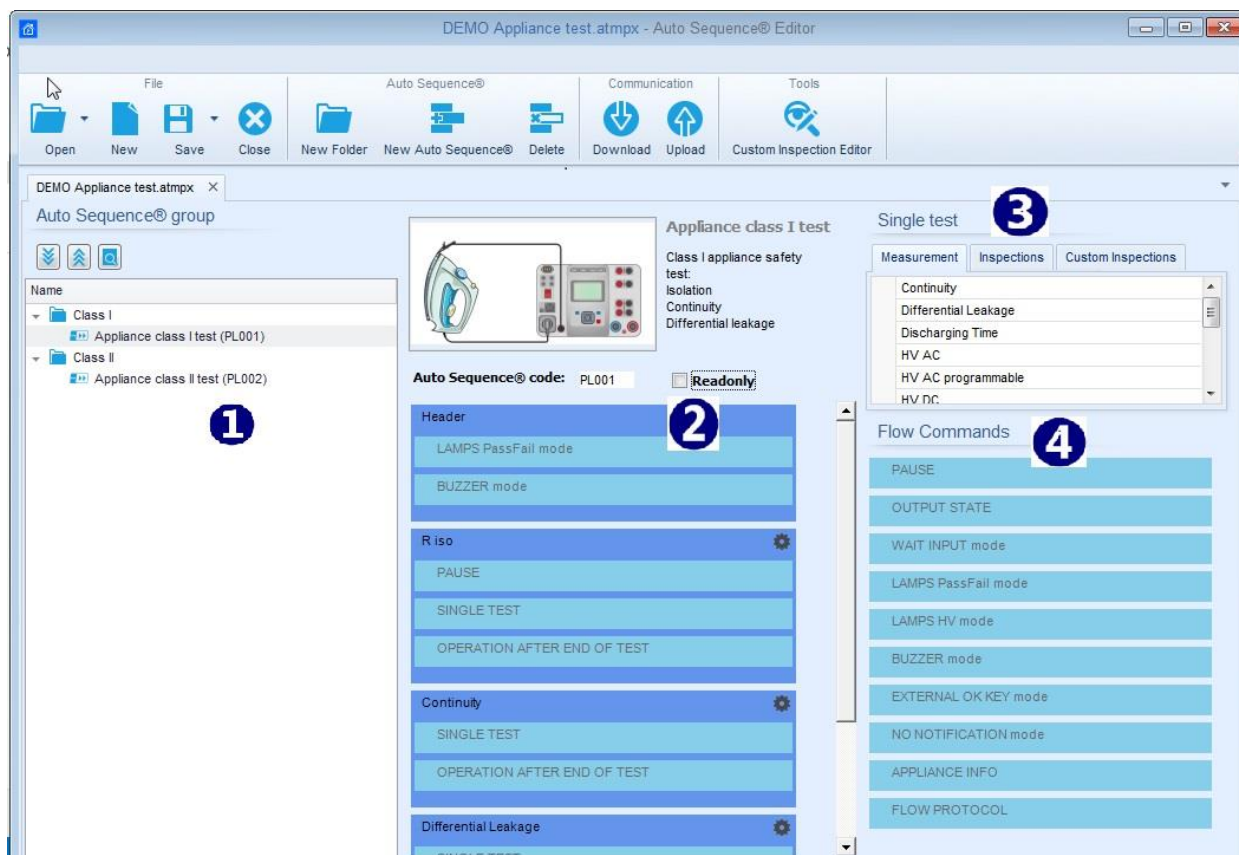 DEMO Appliance test.atmpx - Auto Sequence® Editor
File
Auto Sequence®
Communication
Tools
Open
New
Save
Close
New Folder
New Auto Sequence®
Delete
Download
Upload
Custom Inspection Editor
DEMO Appliance test.atmpx
Auto Sequence® group
Name
Class I
Appliance class I test (PL001)
Class II
Appliance class II test (PL002)
1
Appliance class I test
Class I appliance safety
test:
Isolation
Continuity
Differential leakage
Auto Sequence® code: PL001
Readonly
2
Header
LAMPS PassFail mode
BUZZER mode
R iso
PAUSE
SINGLE TEST
OPERATION AFTER END OF TEST
Continuity
SINGLE TEST
OPERATION AFTER END OF TEST
Differential Leakage
SINGLE TEST
Single test
3
Measurement
Inspections
Custom Inspections
Continuity
Differential Leakage
Discharging Time
HV AC
HV AC programmable
HV DC
Flow Commands
4
PAUSE
OUTPUT STATE
WAIT INPUT mode
LAMPS PassFail mode
LAMPS HV mode
BUZZER mode
EXTERNAL OK KEY mode
NO NOTIFICATION mode
APPLIANCE INFO
FLOW PROTOCOL